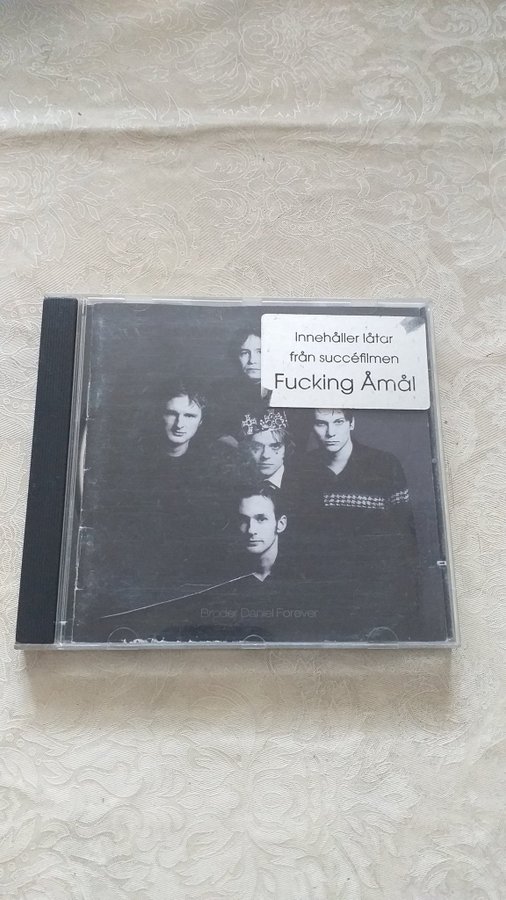 Innehåller låtar
från succéfilmen
Fucking Åmål
Broder Daniel Forever